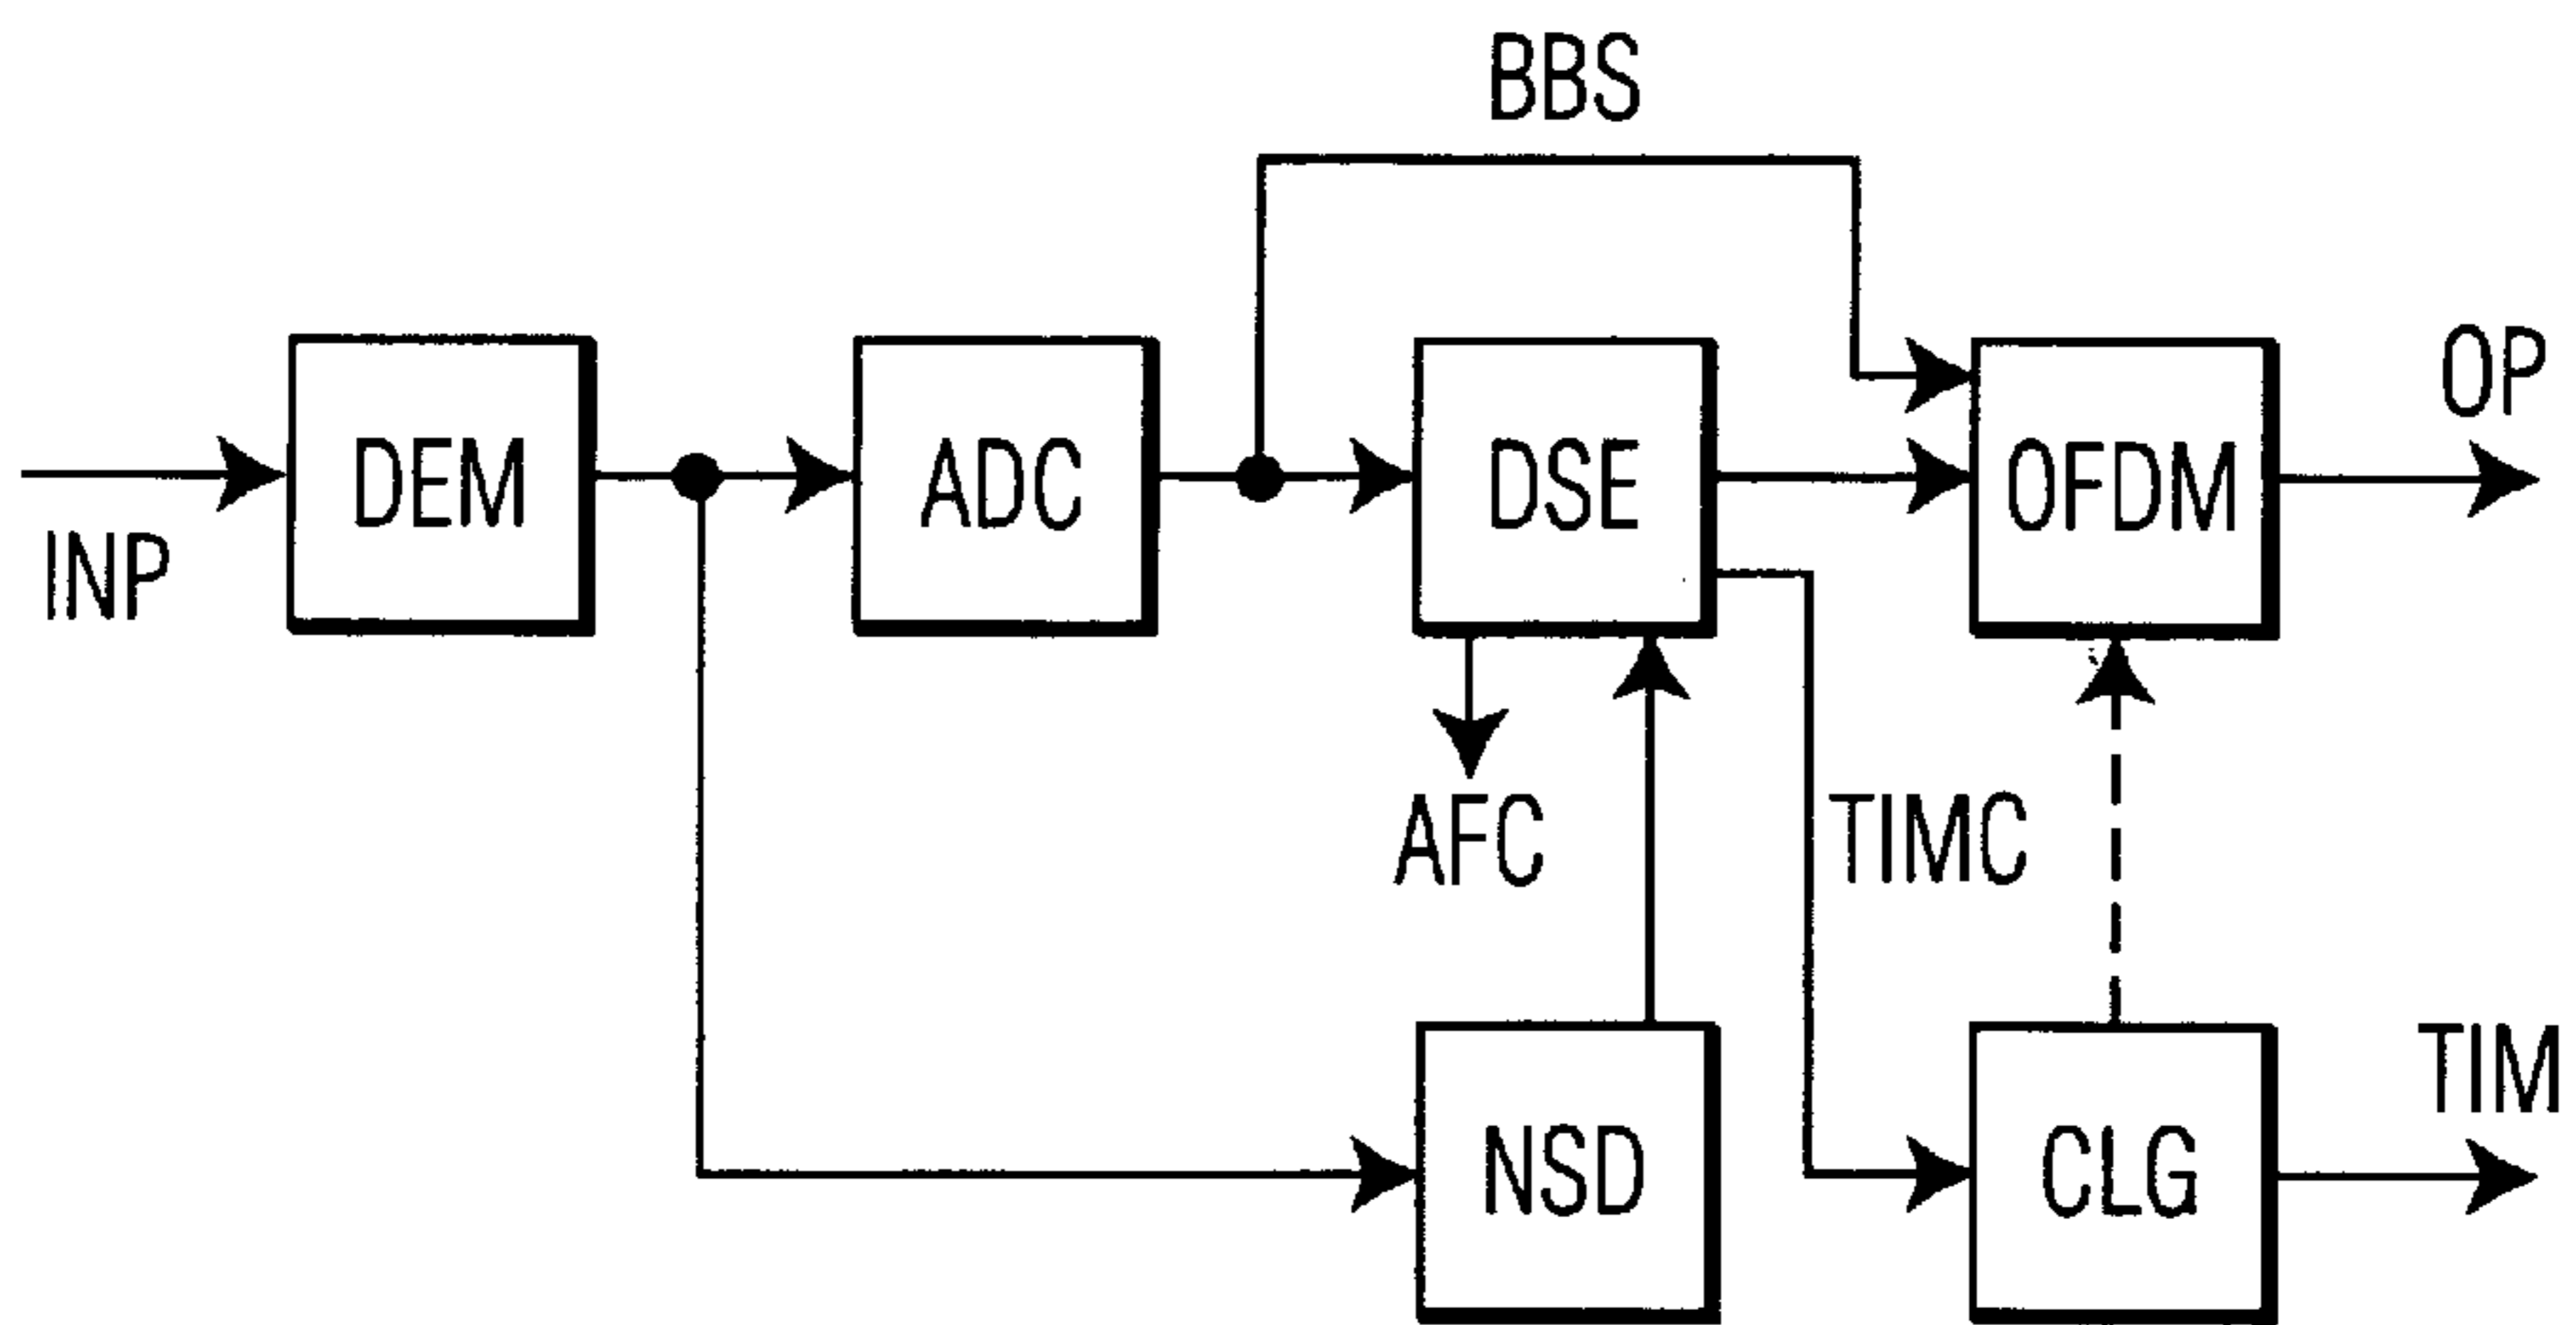 BBS
OP
DEM
ADC
DSE
OFDM
INP
AFC
TIMC
TIM
NSD
CLG